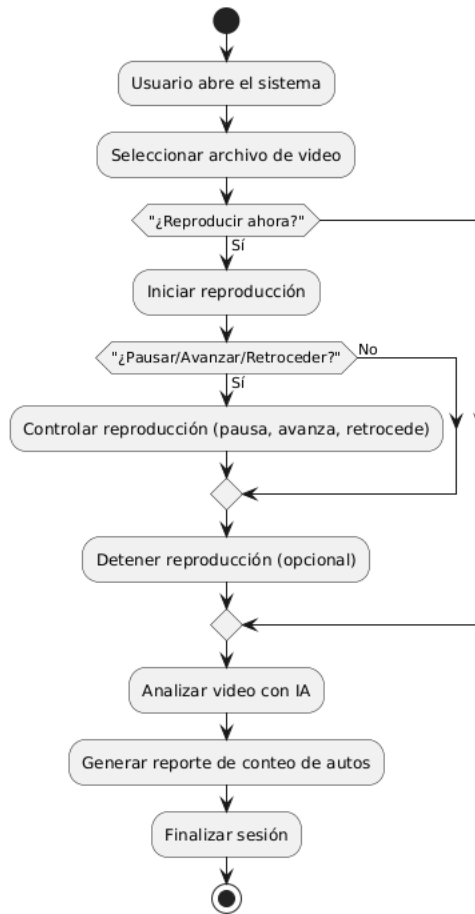 Usuario abre el sistema
Seleccionar archivo de video
"¿Reproducir ahora?"
Sí
Iniciar reproducción
"¿Pausar/Avanzar/Retroceder?"
No
Sí
Controlar reproducción (pausa, avanza, retrocede)
Detener reproducción (opcional)
Analizar video con IA
Generar reporte de conteo de autos
Finalizar sesión